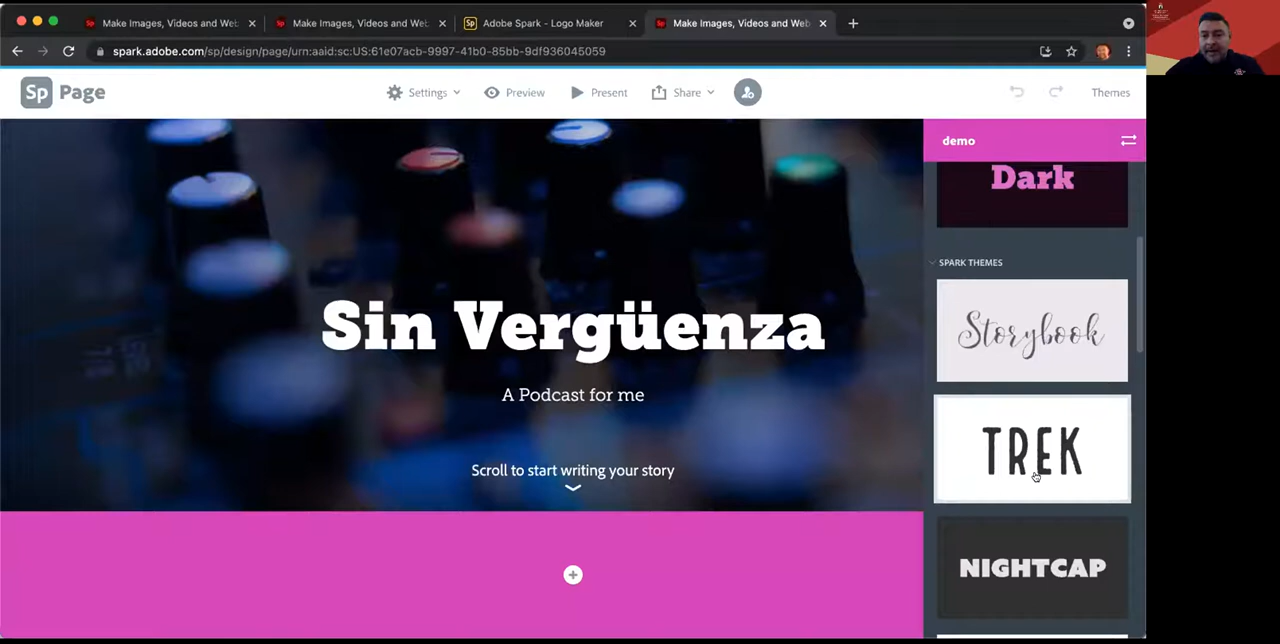 Make Images, Videos and Web
Make Images, Videos and Web
Adobe Spark - Logo Maker
Make Images, Videos and Web
spark.adobe.com/sp/design/page/urn:aaid:sc:US:61e07acb-9997-41b0-85bb-9df936045059
Sp Page
Settings
Preview
Present
Share
Themes
demo
Dark
SPARK THEMES
Storybook
TREK
NIGHTCAP
Sin Vergüenza
A Podcast for me
Scroll to start writing your story